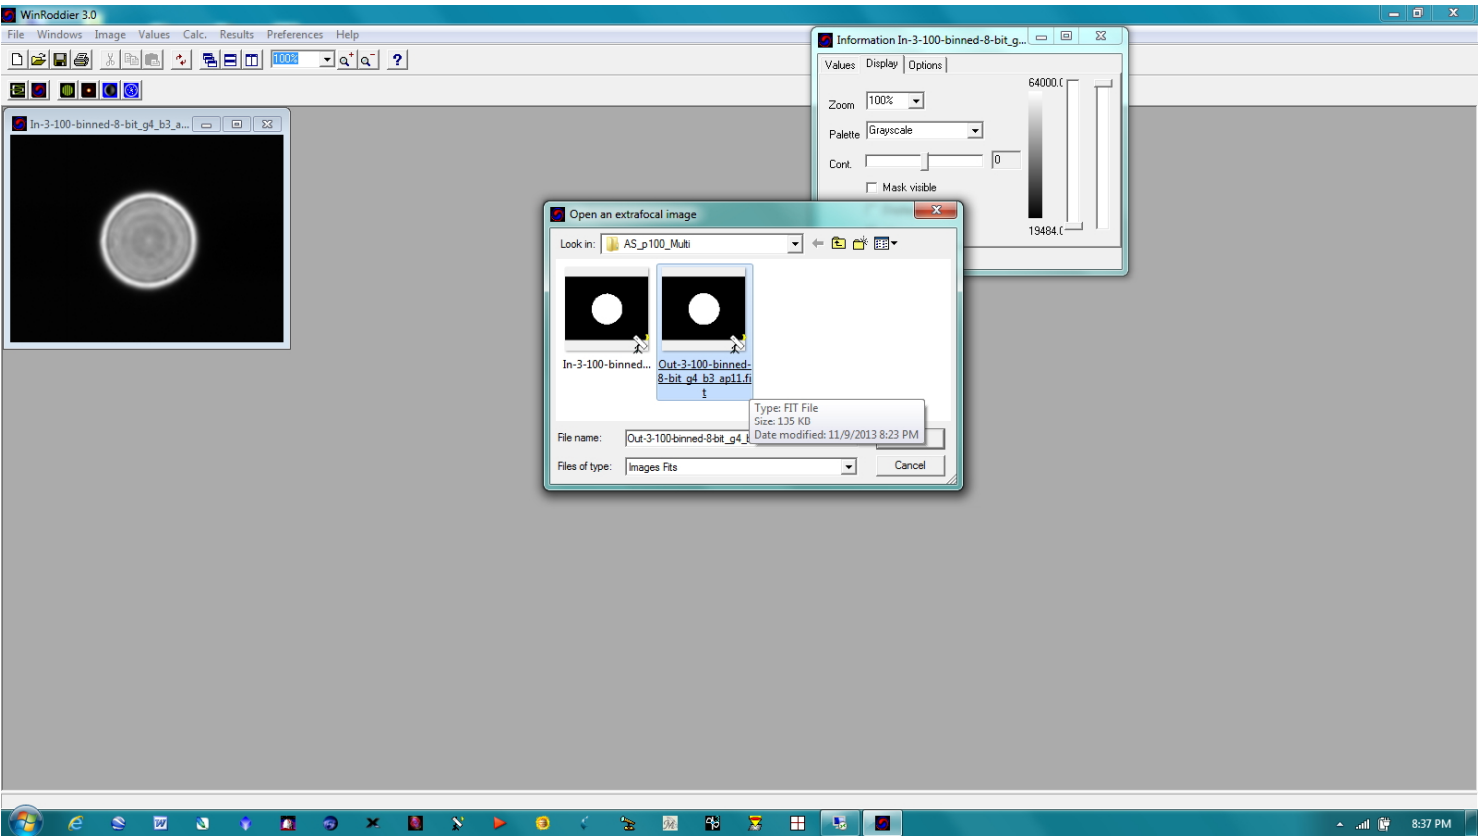 WinRoddier 3.0
File Windows Image Values Calc. Results Preferences Help
100%
?
In-3-100-binned-8-bit_g4_b3_a...
Information In-3-100-binned-8-bit_g...
Values Display Options
64000.(
Zoom 100%
Palette Grayscale
Cont. 0
Mask visible
19484.(
Open an extrafocal image
Look in: AS_p100_Multi
In-3-100-binned...
Out-3-100-binned-
8-bit_g4_b3_ap11.fi
t
Type: FIT File
Size: 135 KB
Date modified: 11/9/2013 8:23 PM
File name: Out-3-100-binned-8-bit_g4_b
Files of type: Images Fits
Cancel
8:37 PM